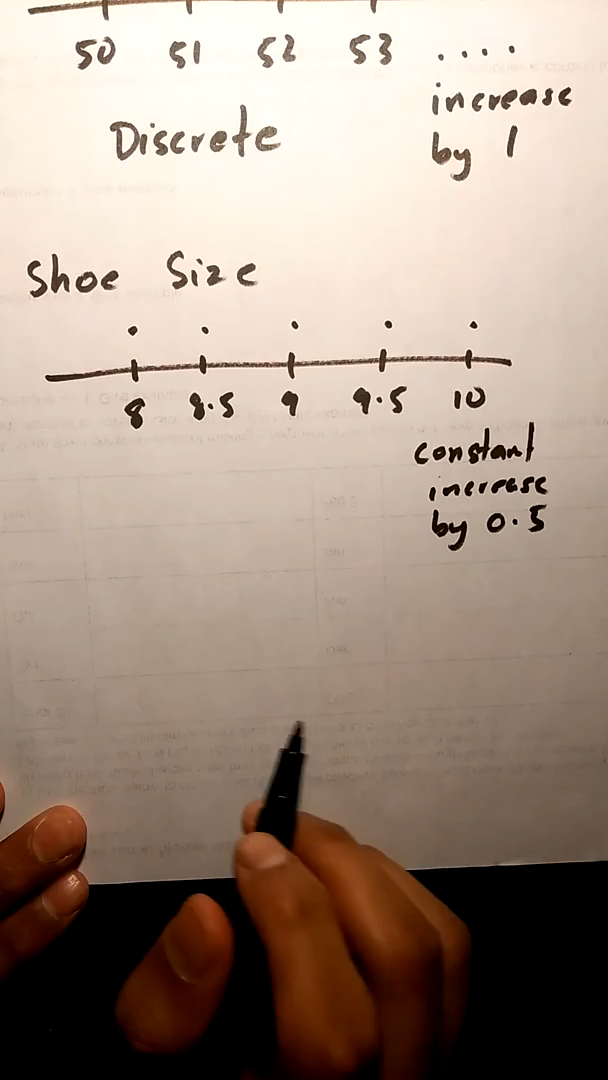 50 51 52 53 ....
increase
Discrete
by 1
Shoe Size
8 8.5 9 9.5 10
constant
increase
by 0.5